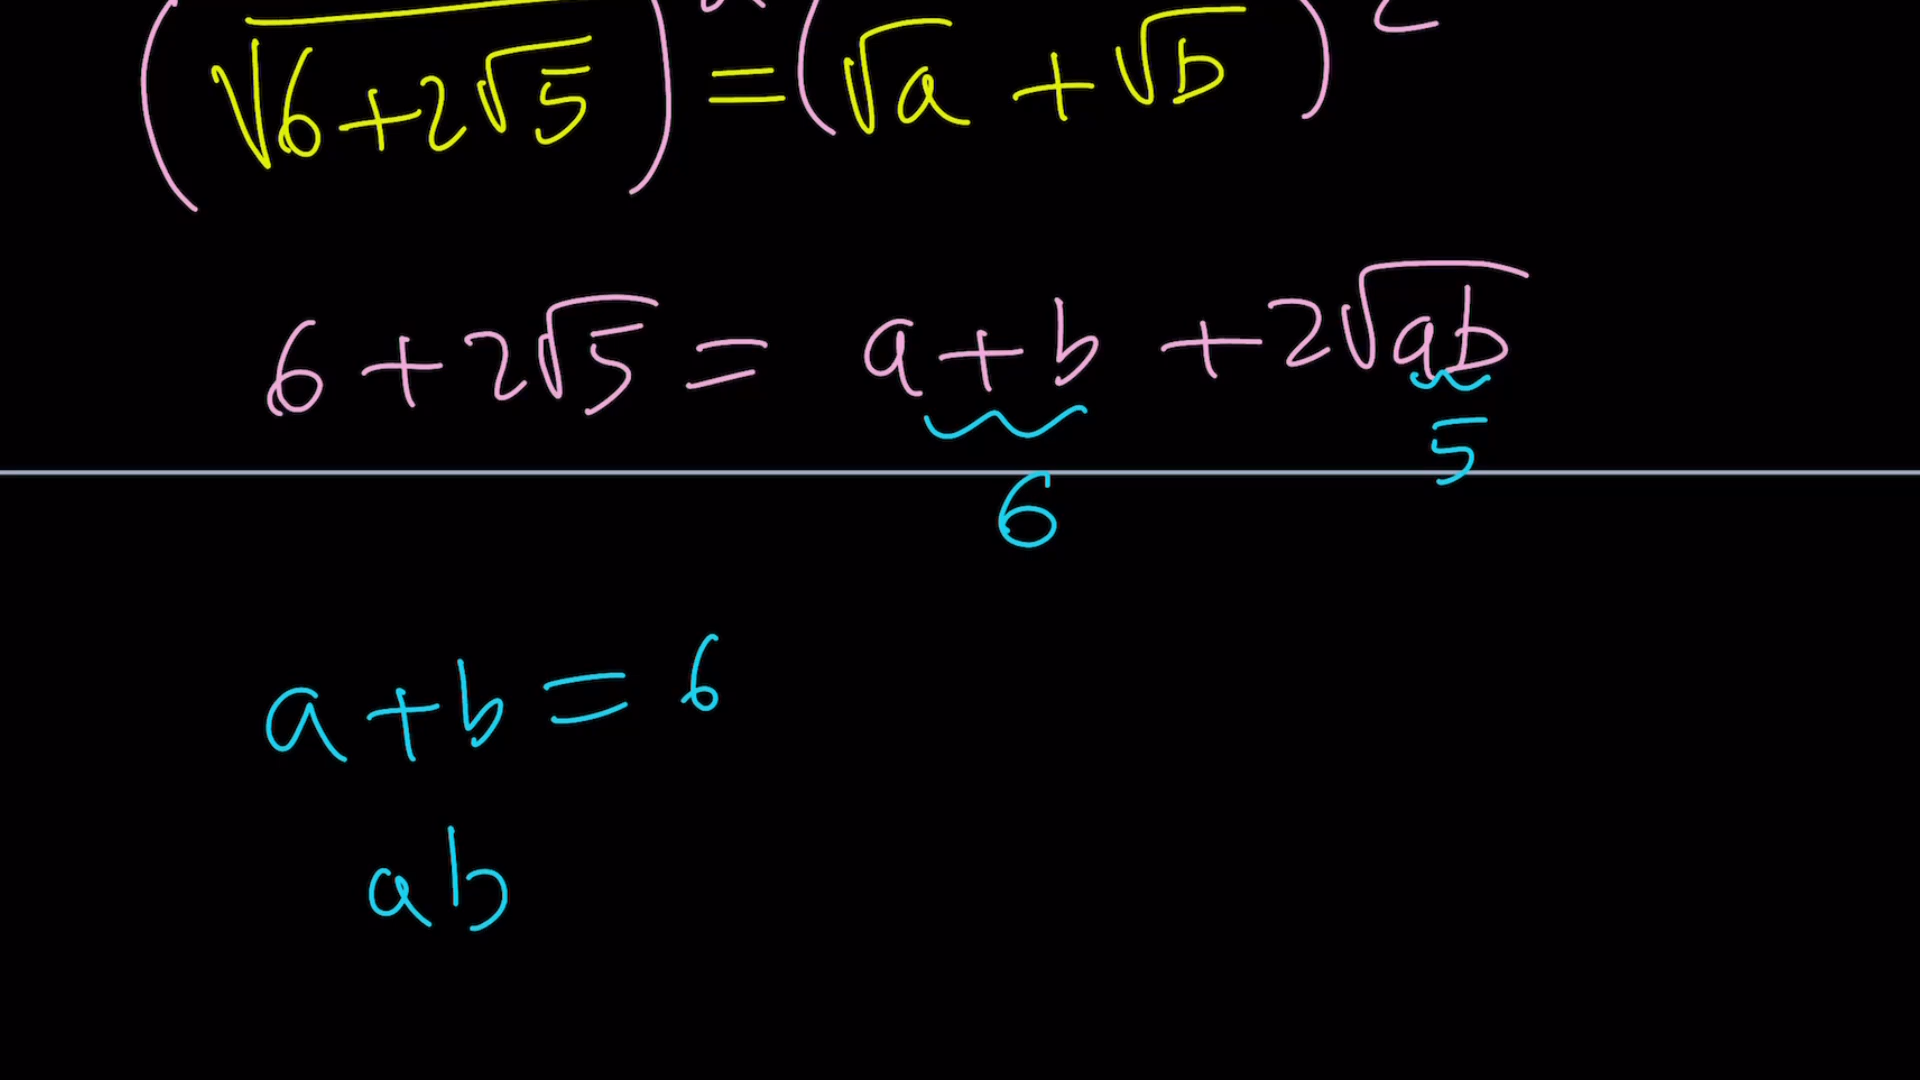 (√(6+2√5))² = (√a + √b)²
6 + 2√5 = a + b + 2√ab
5
6
a + b = 6
ab